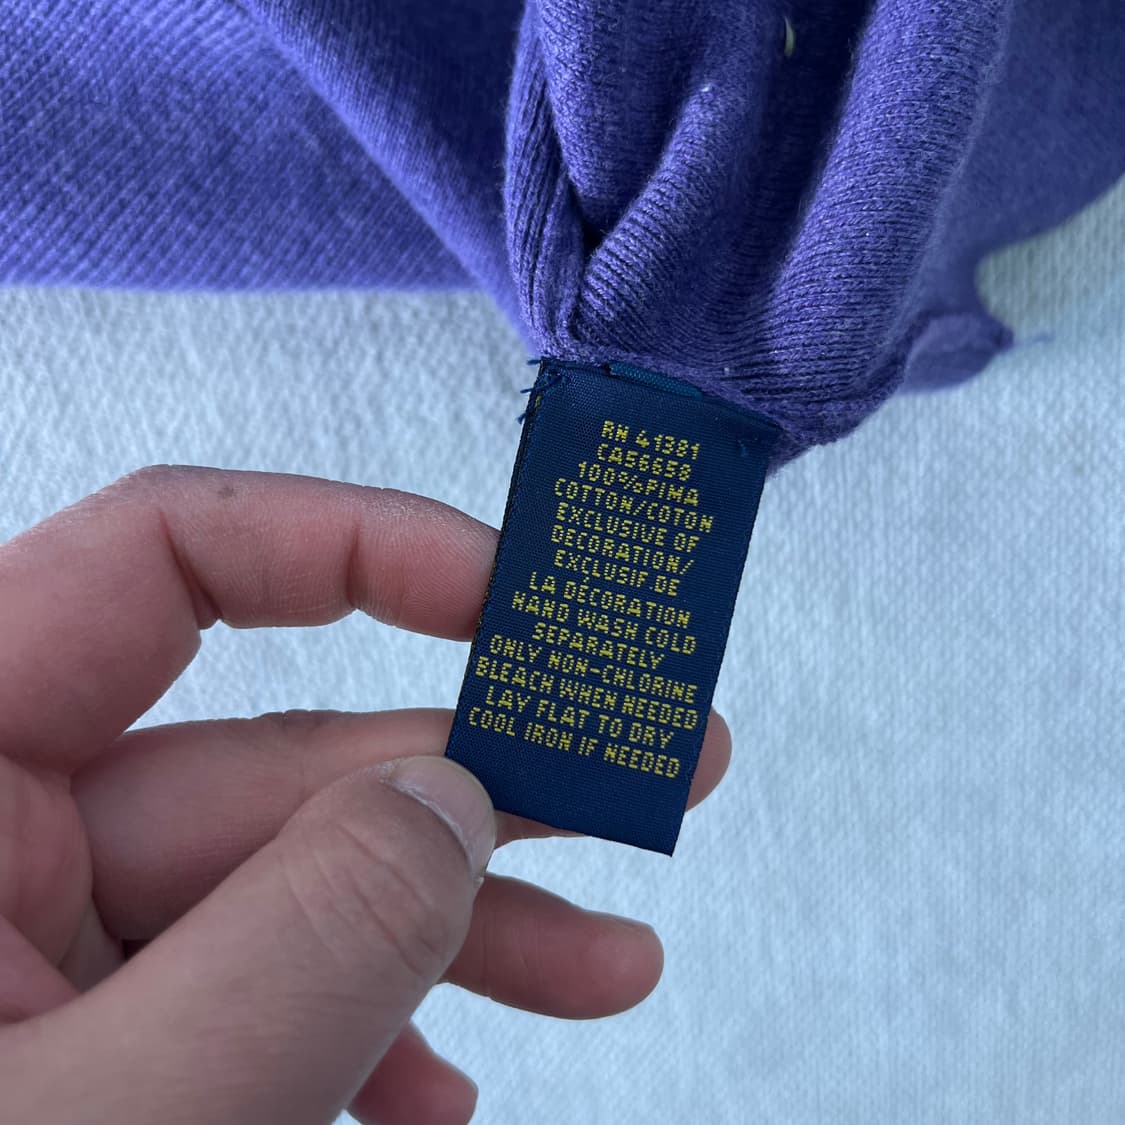 RN 41381
CA56658
100%PIMA
COTTON/COTON
EXCLUSIVE OF
DECORATION/
EXCLUSIF DE
LA DÉCORATION
HAND WASH COLD
SEPARATELY
ONLY NON-CHLORINE
BLEACH WHEN NEEDED
LAY FLAT TO DRY
COOL IRON IF NEEDED